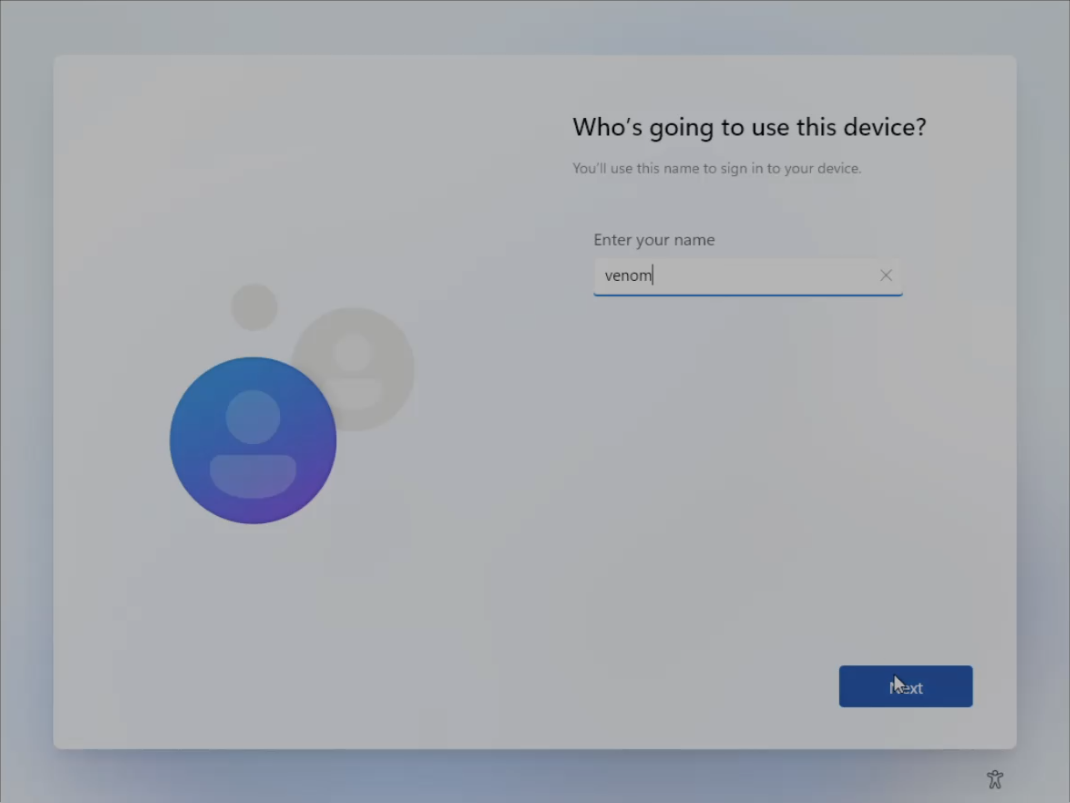 Who's going to use this device?
You'll use this name to sign in to your device.
Enter your name
venom
Next